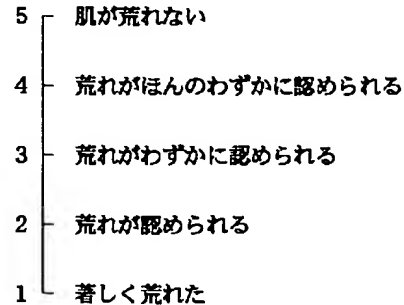 5 肌が荒れない
4 荒れがほんのわずかに認められる
3 荒れがわずかに認められる
2 荒れが認められる
1 著しく荒れた